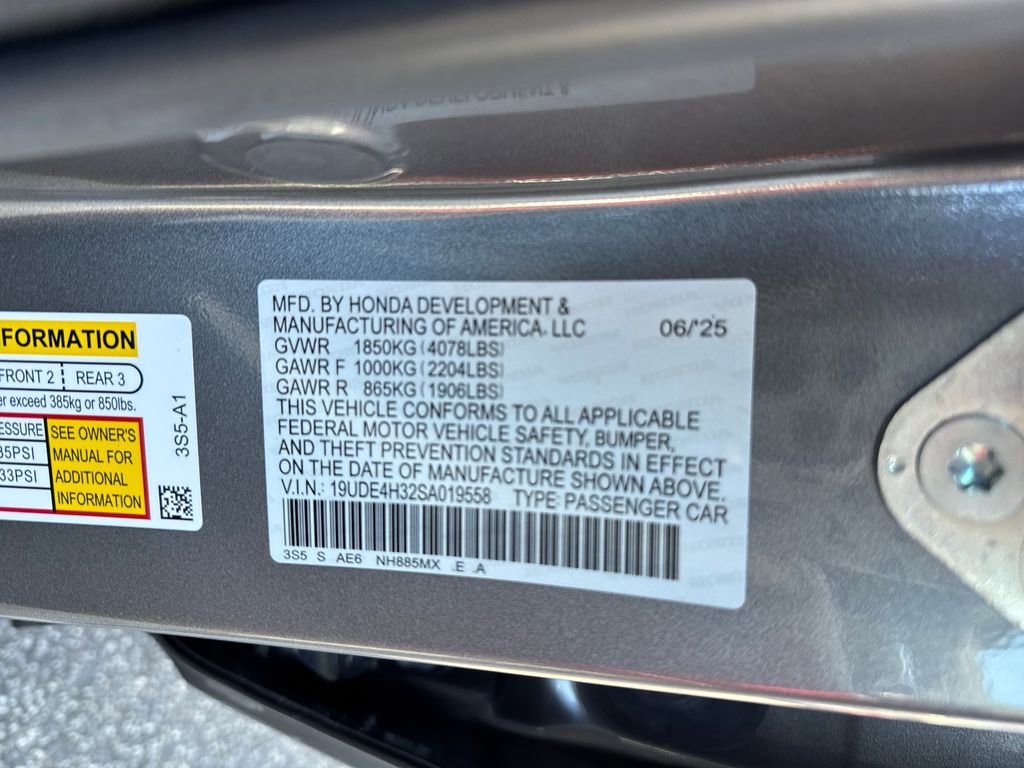 NFORMATION
FRONT 2 REAR 3
er exceed 385kg or 850lbs.
ESSURE
35PSI
33PSI
SEE OWNER'S
MANUAL FOR
ADDITIONAL
INFORMATION
3S5-A1
MFD. BY HONDA DEVELOPMENT &
MANUFACTURING OF AMERICA, LLC 06/'25
GVWR 1850KG(4078LBS)
GAWR F 1000KG(2204LBS)
GAWR R 865KG(1906LBS)
THIS VEHICLE CONFORMS TO ALL APPLICABLE
FEDERAL MOTOR VEHICLE SAFETY, BUMPER,
AND THEFT PREVENTION STANDARDS IN EFFECT
ON THE DATE OF MANUFACTURE SHOWN ABOVE.
V.I.N.: 19UDE4H32SA019558 TYPE: PASSENGER CAR
3S5 S AE6 NH885MX .E .A